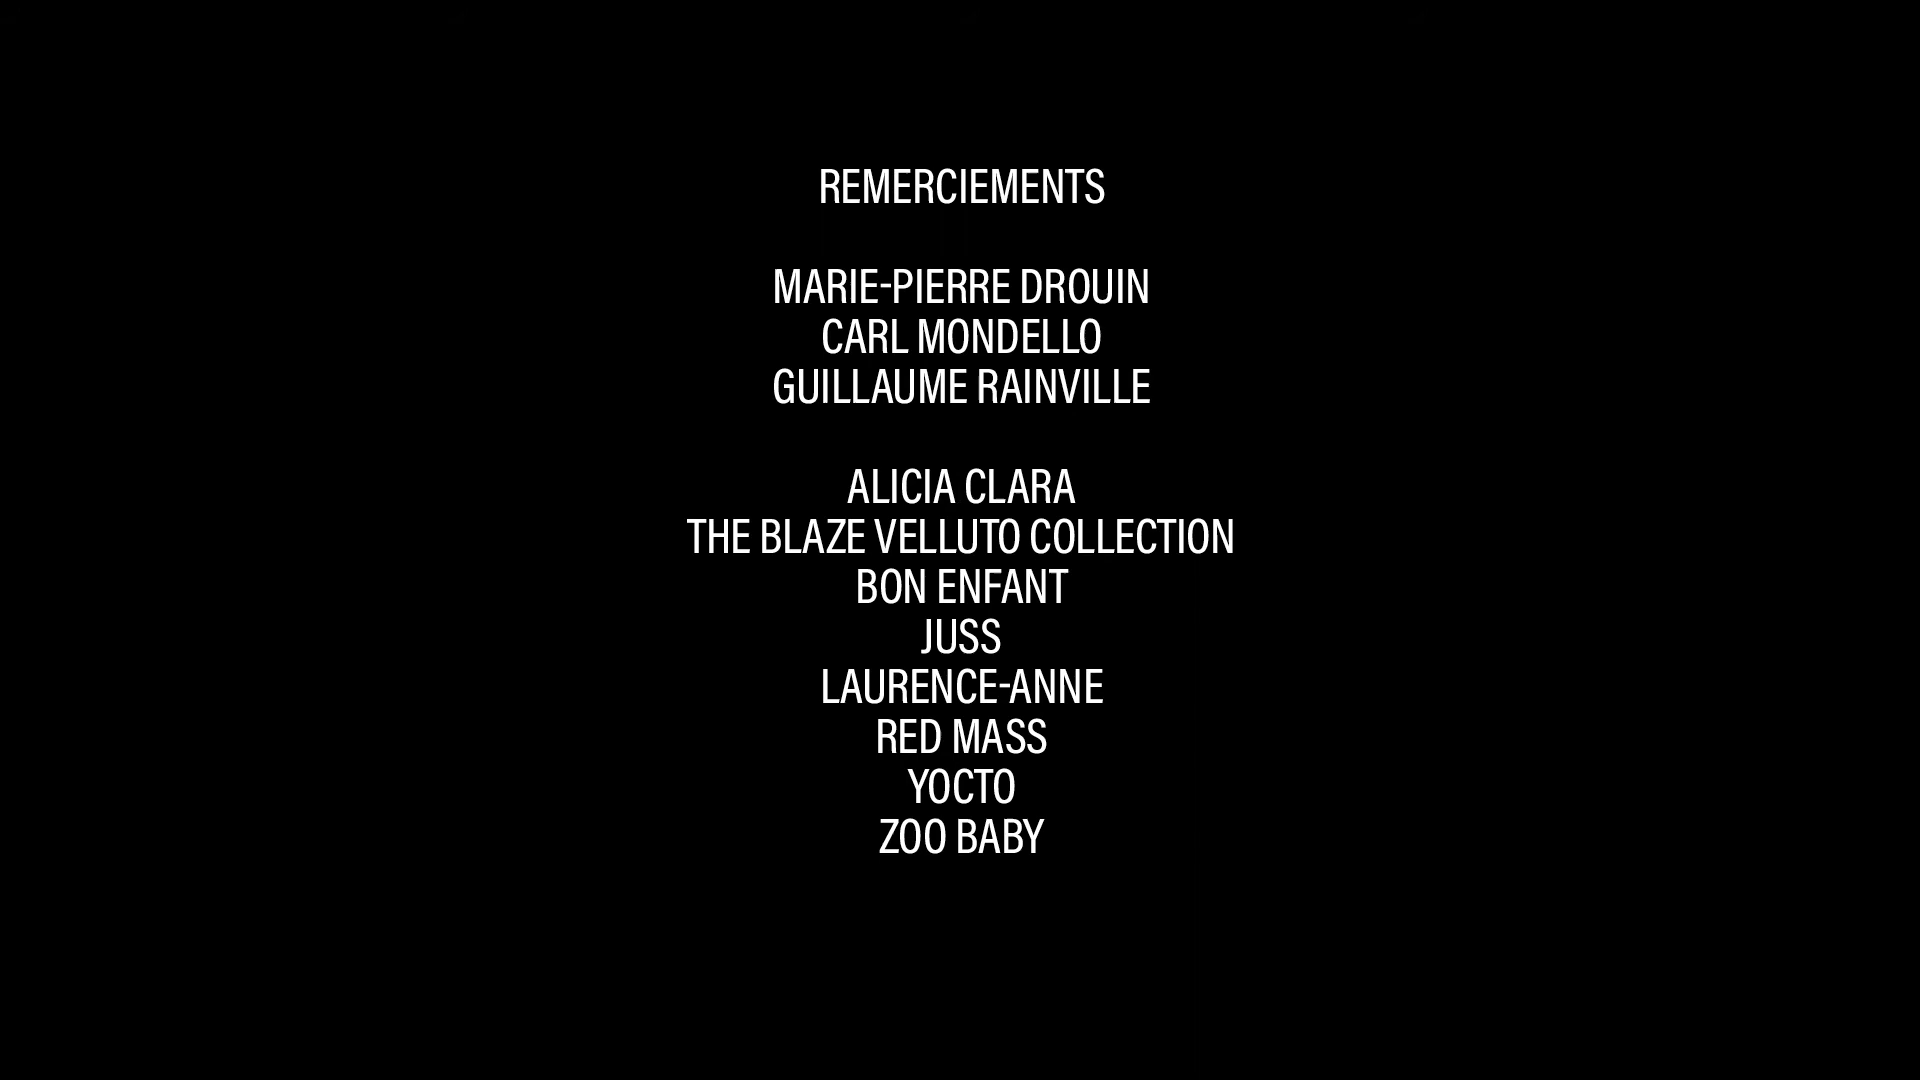 REMERCIEMENTS
MARIE-PIERRE DROUIN
CARL MONDELLO
GUILLAUME RAINVILLE
ALICIA CLARA
THE BLAZE VELLUTO COLLECTION
BON ENFANT
JUSS
LAURENCE-ANNE
RED MASS
YOCTO
ZOO BABY